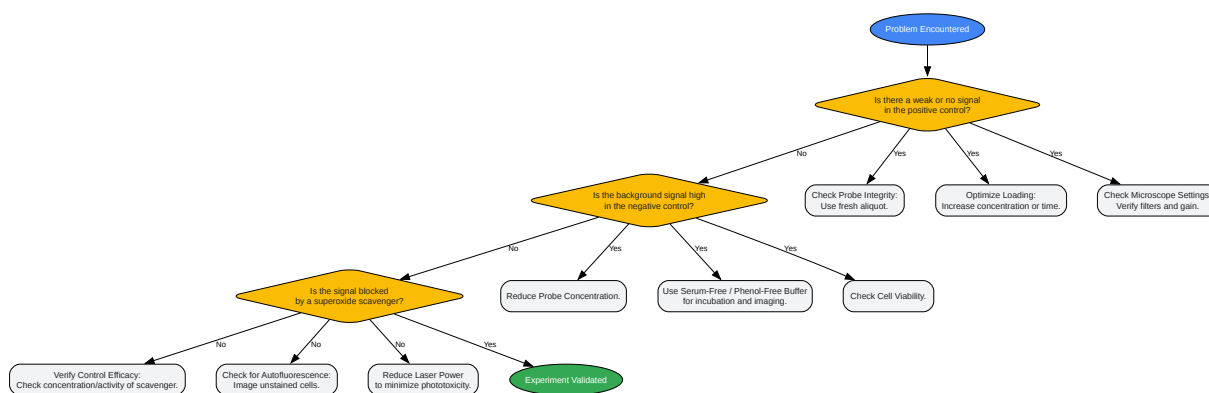 Problem Encountered
Is there a weak or no signal
in the positive control?
No
Yes
Yes
Yes
Is the background signal high
in the negative control?
Check Probe Integrity:
Use fresh aliquot.
Optimize Loading:
Increase concentration or time.
Check Microscope Settings
Verify filters and gain.
No
Yes
Yes
Yes
Is the signal blocked
by a superoxide scavenger?
Reduce Probe Concentration.
Use Serum-Free / Phenol-Free Buffer
for incubation and imaging.
Check Cell Viability.
No
No
No
Yes
Verify Control Efficacy:
Check concentration/activity of scavenger.
Check for Autofluorescence:
Image unstained cells.
Reduce Laser Power
to minimize phototoxicity.
Experiment Validated